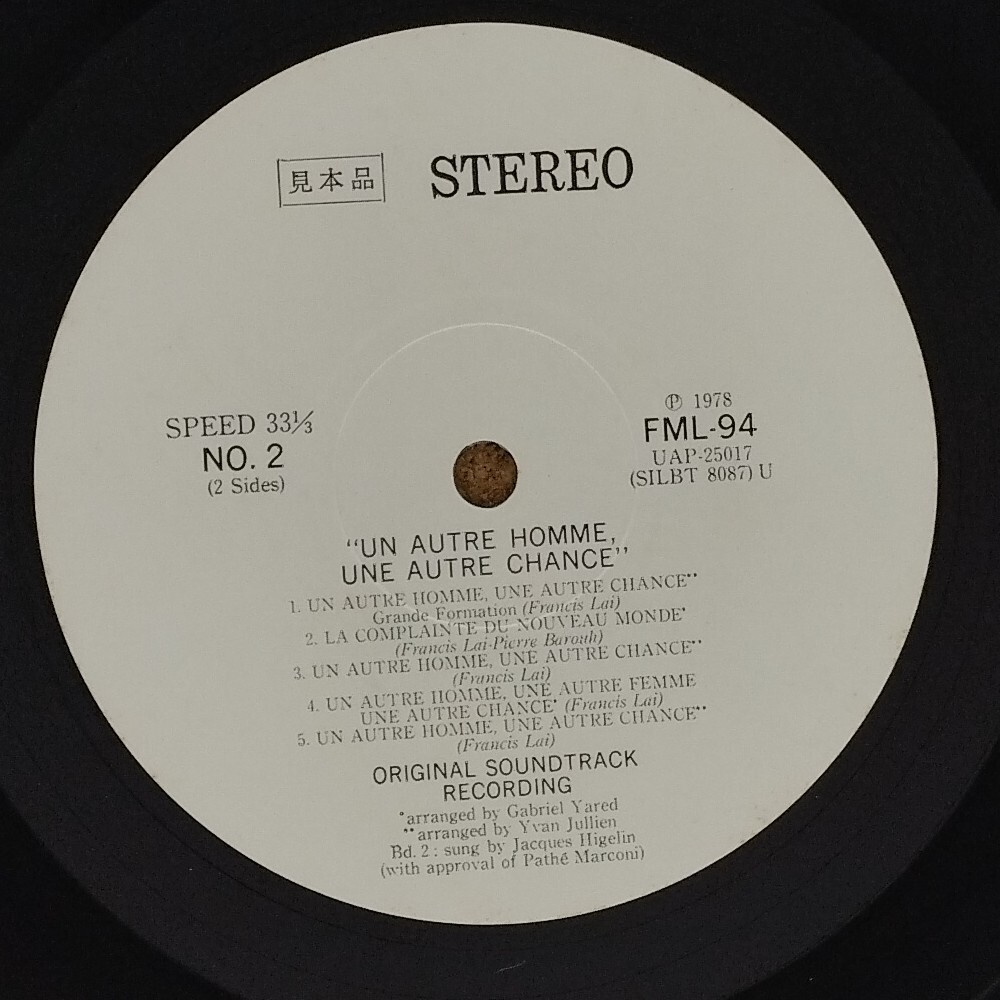 見本品 STEREO
SPEED 33⅓
NO. 2
(2 Sides)
Ⓟ 1978
FML-94
UAP-25017
(SILBT 8087) U
"UN AUTRE HOMME,
UNE AUTRE CHANCE"
1. UN AUTRE HOMME, UNE AUTRE CHANCE**
Grande Formation (Francis Lai)
2. LA COMPLAINTE DU NOUVEAU MONDE*
(Francis Lai-Pierre Barouh)
3. UN AUTRE HOMME, UNE AUTRE CHANCE**
(Francis Lai)
4. UN AUTRE HOMME, UNE AUTRE FEMME
UNE AUTRE CHANCE* (Francis Lai)
5. UN AUTRE HOMME, UNE AUTRE CHANCE**
(Francis Lai)
ORIGINAL SOUNDTRACK
RECORDING
*arranged by Gabriel Yared
**arranged by Yvan Jullien
Bd. 2 : sung by Jacques Higelin
(with approval of Pathé Marconi)